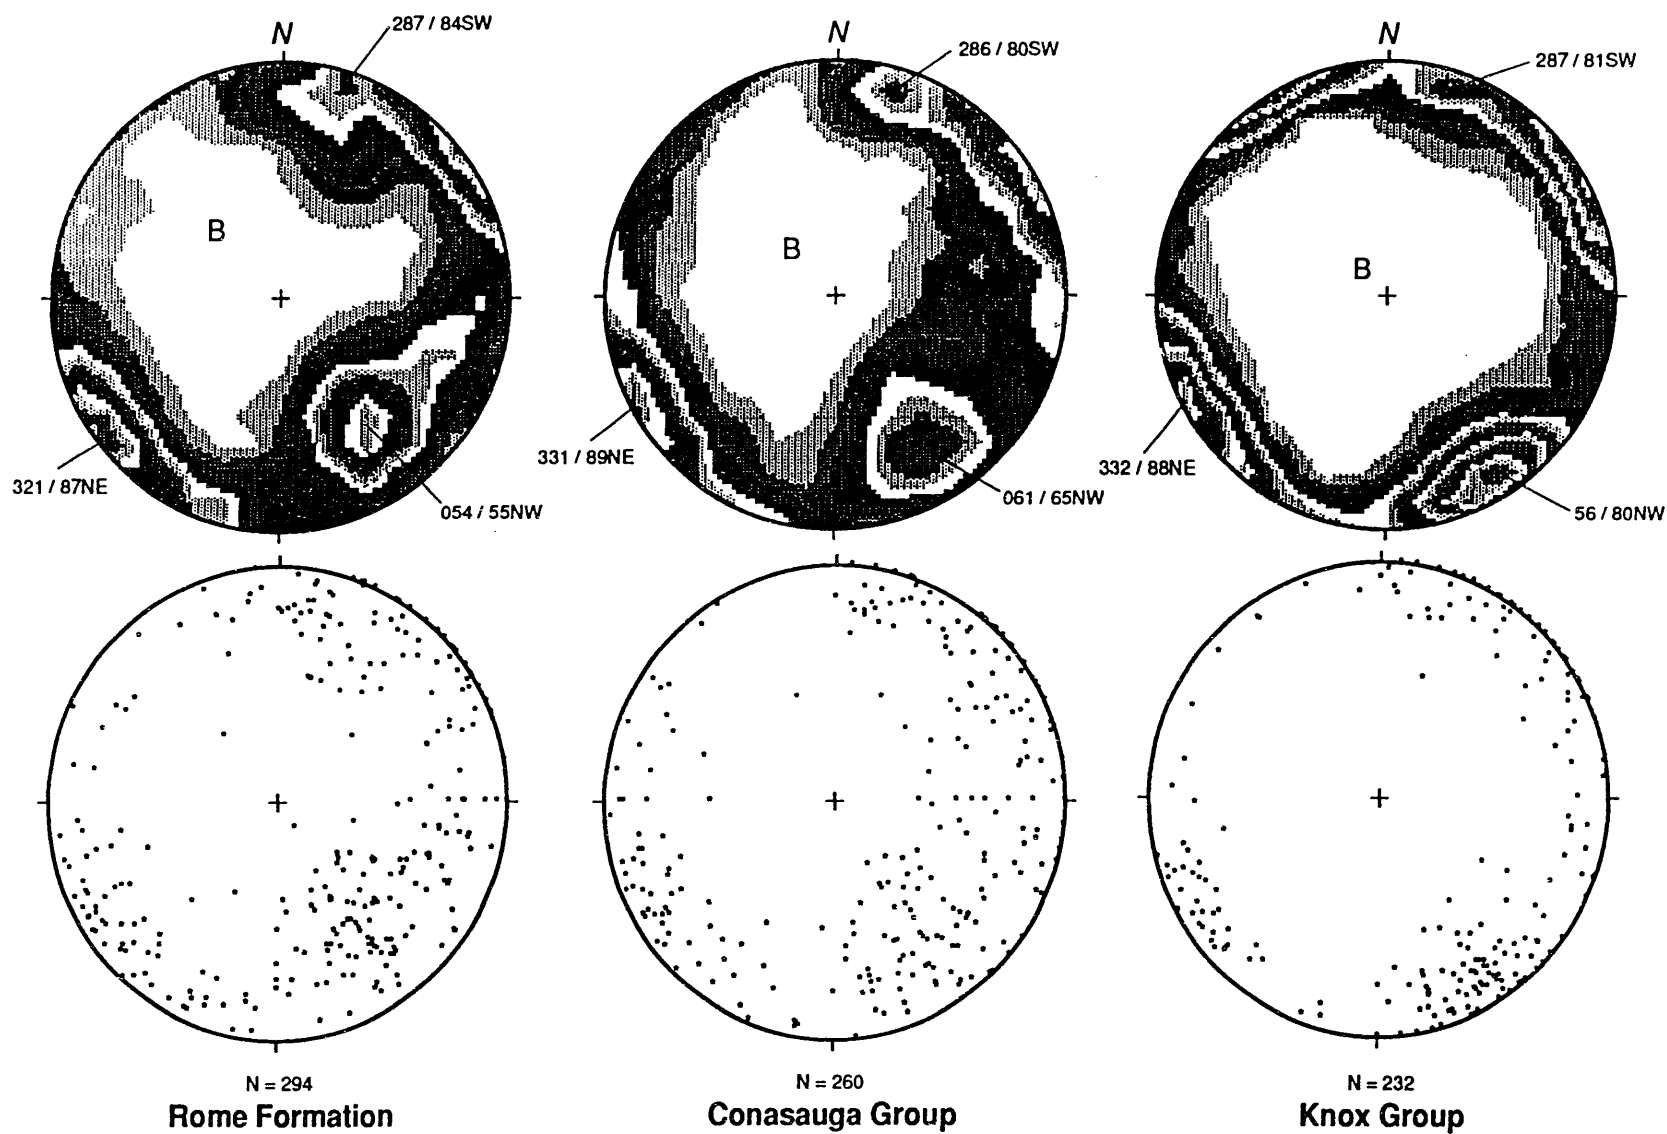 N
287 / 84SW
B
321 / 87NE
054 / 55NW
N
286 / 80SW
B
331 / 89NE
061 / 65NW
N
287 / 81SW
B
332 / 88NE
56 / 80NW
N = 294
Rome Formation
N = 260
Conasauga Group
N = 232
Knox Group